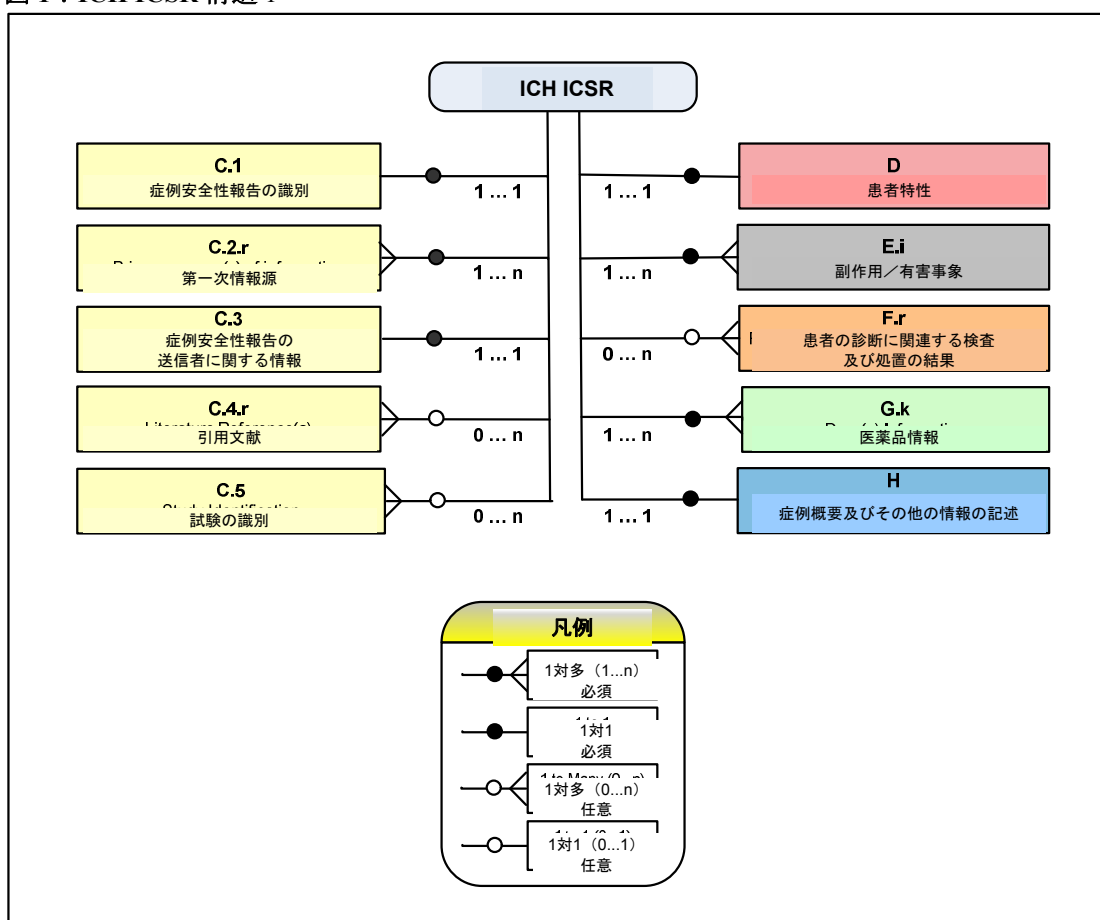 ICH ICSR
C.1
症例安全性報告の識別
1 ... 1
C.2.r
第一次情報源
1 ... n
C.3
症例安全性報告の
送信者に関する情報
1 ... 1
C.4.r
引用文献
0 ... n
C.5
試験の識別
0 ... n
D
患者特性
1 ... 1
E.i
副作用／有害事象
1 ... n
F.r
患者の診断に関連する検査
及び処置の結果
0 ... n
G.k
医薬品情報
1 ... n
H
症例概要及びその他の情報の記述
1 ... 1
凡例
1対多（1...n）
必須
1対1
必須
1対多（0...n）
任意
1対1（0...1）
任意